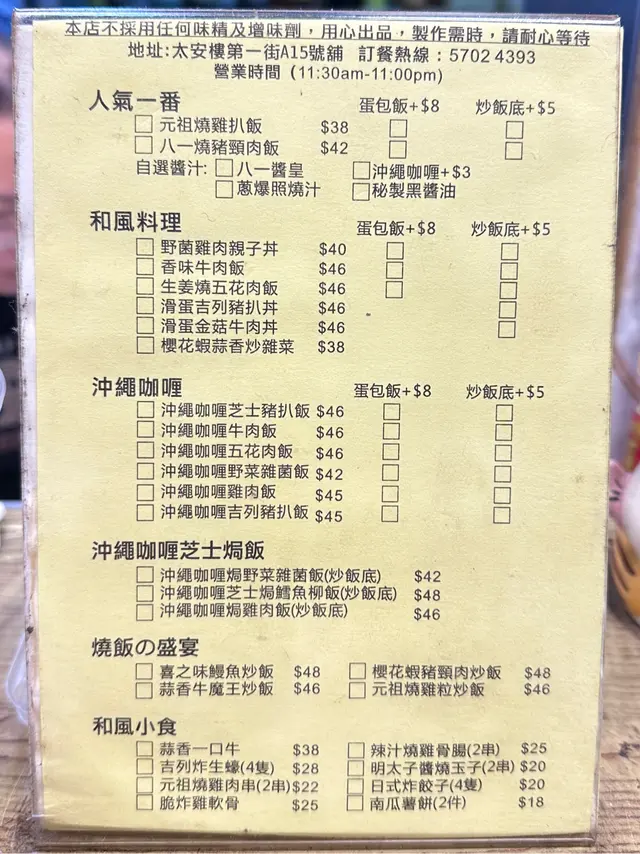 本店不採用任何味精及增味劑，用心出品，製作需時，請耐心等待
地址:太安樓第一街A15號舖 訂餐熱線：5702 4393
營業時間 (11:30am-11:00pm)
人氣一番 蛋包飯+$8 炒飯底+$5
元祖燒雞扒飯 $38
八一燒豬頸肉飯 $42
自選醬汁: 八一醬皇 沖繩咖喱+$3
蔥爆照燒汁 秘製黑醬油
和風料理 蛋包飯+$8 炒飯底+$5
野菌雞肉親子丼 $40
香味牛肉飯 $46
生姜燒五花肉飯 $46
滑蛋吉列豬扒丼 $46
滑蛋金菇牛肉丼 $46
櫻花蝦蒜香炒雜菜 $38
沖繩咖喱 蛋包飯+$8 炒飯底+$5
沖繩咖喱芝士豬扒飯 $46
沖繩咖喱牛肉飯 $46
沖繩咖喱五花肉飯 $46
沖繩咖喱野菜雜菌飯 $42
沖繩咖喱雞肉飯 $45
沖繩咖喱吉列豬扒飯 $45
沖繩咖喱芝士焗飯
沖繩咖喱焗野菜雜菌飯(炒飯底) $42
沖繩咖喱芝士焗鱈魚柳飯(炒飯底) $48
沖繩咖喱焗雞肉飯(炒飯底) $46
燒飯の盛宴
喜之味鰻魚炒飯 $48 櫻花蝦豬頸肉炒飯 $48
蒜香牛魔王炒飯 $46 元祖燒雞粒炒飯 $46
和風小食
蒜香一口牛 $38 辣汁燒雞骨腸(2串) $25
吉列炸生蠔(4隻) $28 明太子醬燒玉子(2串) $20
元祖燒雞肉串(2串) $22 日式炸餃子(4隻) $20
脆炸雞軟骨 $25 南瓜薯餅(2件) $18